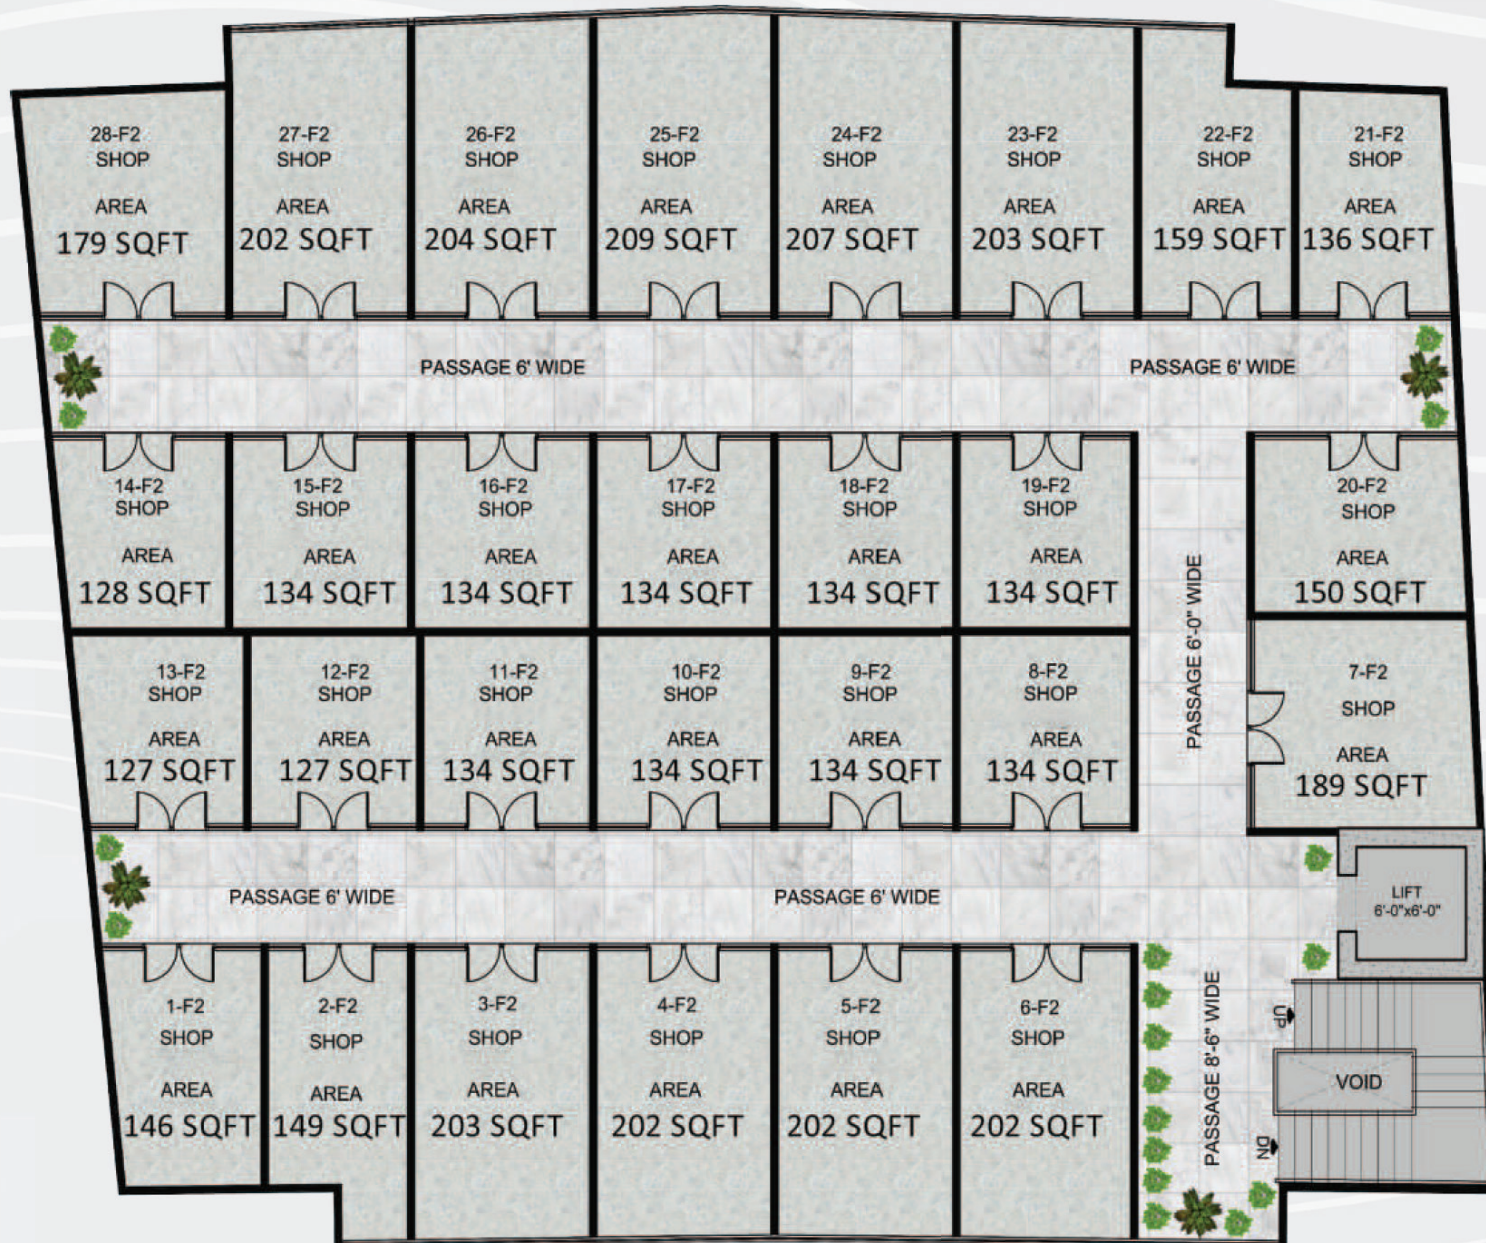 28-F2
SHOP
AREA
179 SQFT
27-F2
SHOP
AREA
202 SQFT
26-F2
SHOP
AREA
204 SQFT
25-F2
SHOP
AREA
209 SQFT
24-F2
SHOP
AREA
207 SQFT
23-F2
SHOP
AREA
203 SQFT
22-F2
SHOP
AREA
159 SQFT
21-F2
SHOP
AREA
136 SQFT
PASSAGE 6' WIDE
PASSAGE 6' WIDE
14-F2
SHOP
AREA
128 SQFT
15-F2
SHOP
AREA
134 SQFT
16-F2
SHOP
AREA
134 SQFT
17-F2
SHOP
AREA
134 SQFT
18-F2
SHOP
AREA
134 SQFT
19-F2
SHOP
AREA
134 SQFT
20-F2
SHOP
AREA
150 SQFT
PASSAGE 6'-0" WIDE
13-F2
SHOP
AREA
127 SQFT
12-F2
SHOP
AREA
127 SQFT
11-F2
SHOP
AREA
134 SQFT
10-F2
SHOP
AREA
134 SQFT
9-F2
SHOP
AREA
134 SQFT
8-F2
SHOP
AREA
134 SQFT
7-F2
SHOP
AREA
189 SQFT
PASSAGE 6' WIDE
PASSAGE 6' WIDE
LIFT
6'-0"x6'-0"
1-F2
SHOP
AREA
146 SQFT
2-F2
SHOP
AREA
149 SQFT
3-F2
SHOP
AREA
203 SQFT
4-F2
SHOP
AREA
202 SQFT
5-F2
SHOP
AREA
202 SQFT
6-F2
SHOP
AREA
202 SQFT
PASSAGE 8'-6" WIDE
UP
VOID
DN